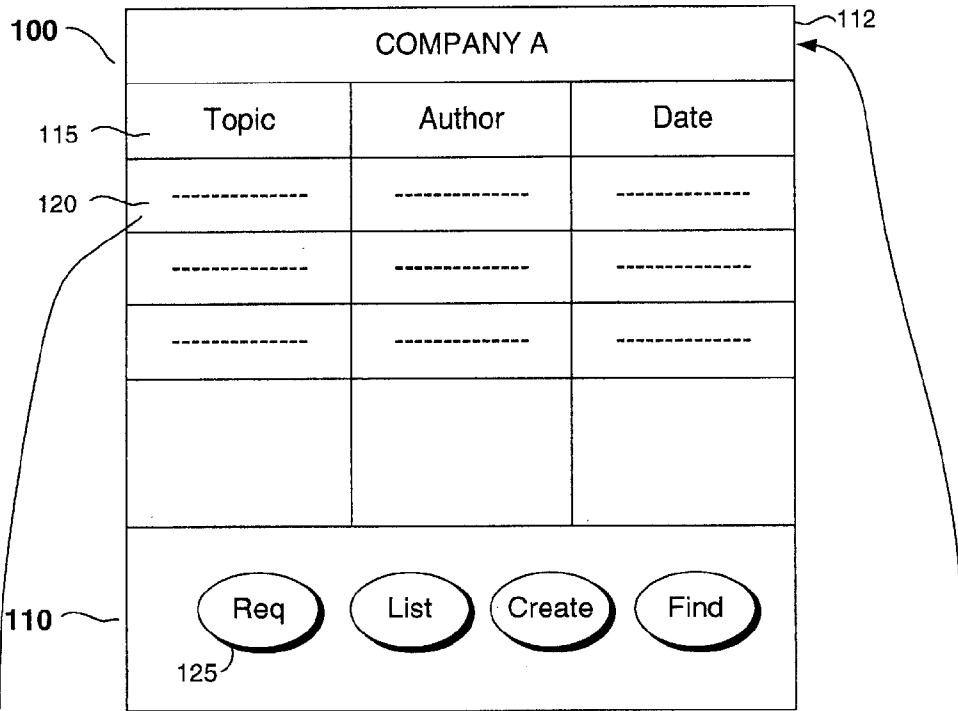 100
112
COMPANY A
115
Topic Author Date
120
110
Req List Create Find
125